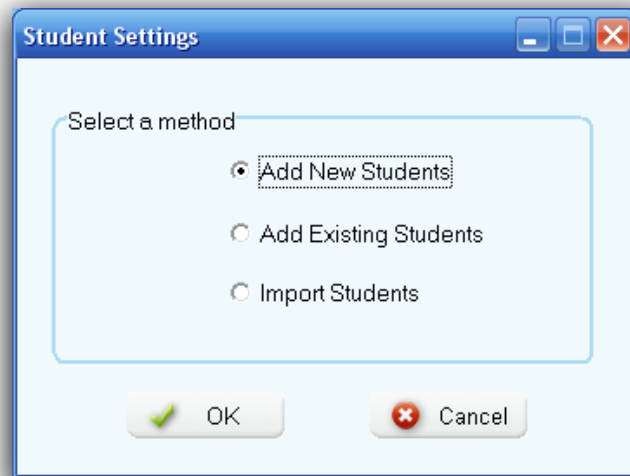 Student Settings
Select a method
Add New Students
Add Existing Students
Import Students
OK Cancel